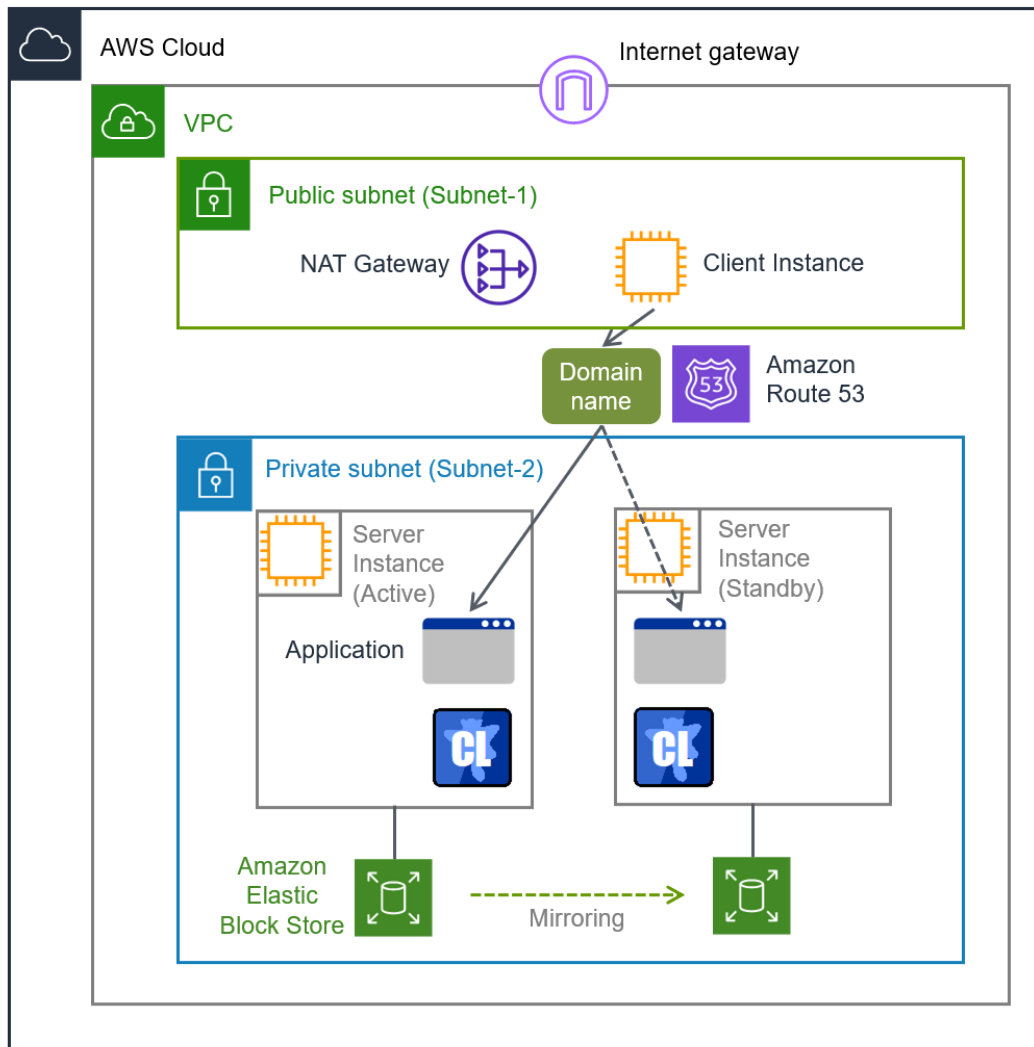 AWS Cloud
Internet gateway
VPC
Public subnet (Subnet-1)
NAT Gateway
Client Instance
Domain
name
53
Amazon
Route 53
Private subnet (Subnet-2)
Server
Instance
(Active)
Server
Instance
(Standby)
Application
CL
CL
Amazon
Elastic
Block Store
Mirroring